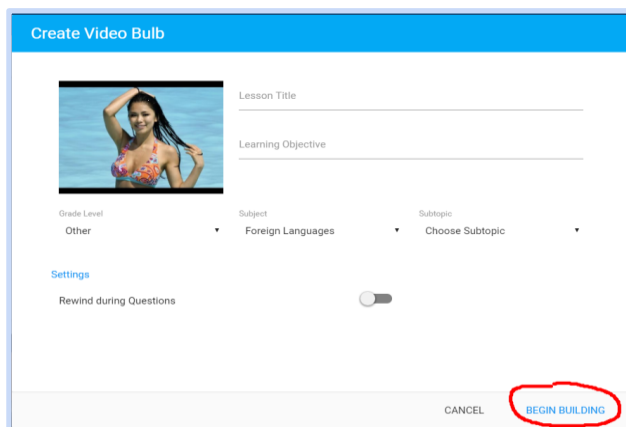 Create Video Bulb
Lesson Title
Learning Objective
Grade Level
Other
Subject
Foreign Languages
Subtopic
Choose Subtopic
Settings
Rewind during Questions
CANCEL
BEGIN BUILDING